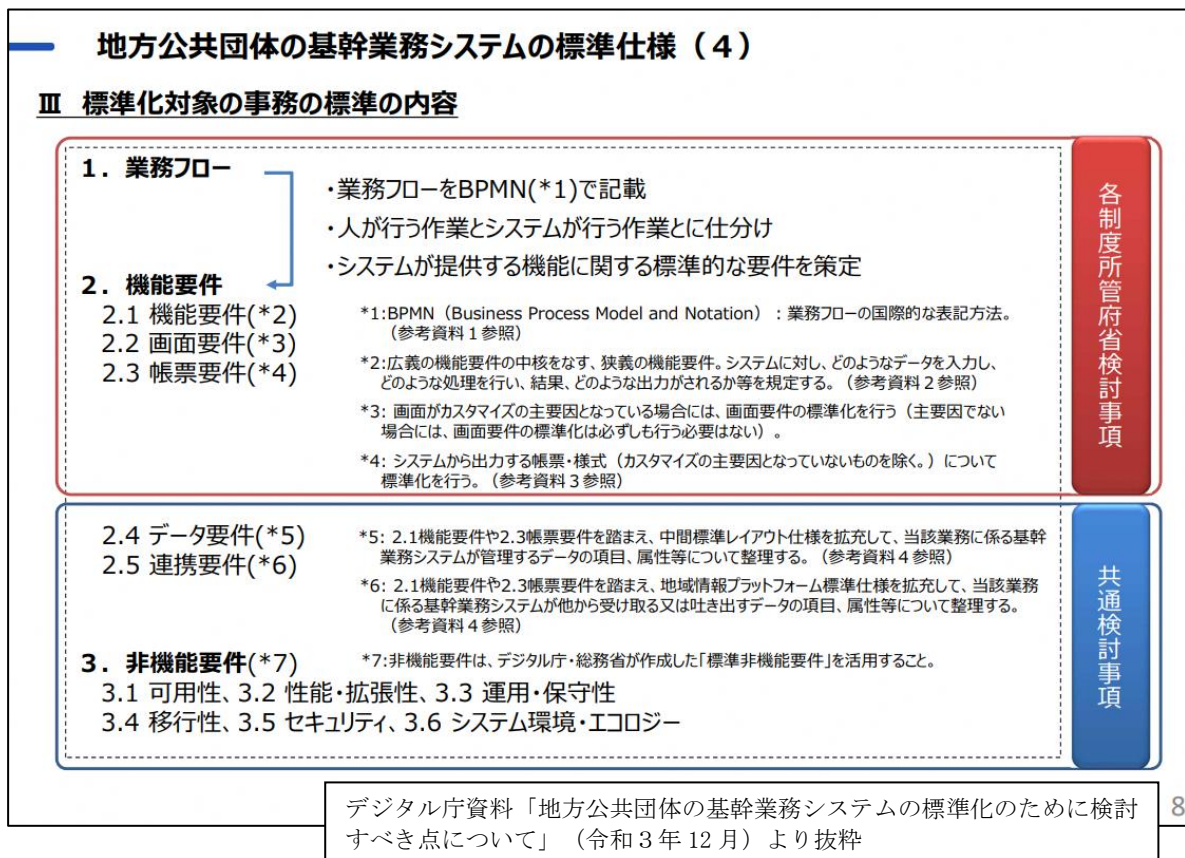 地方公共団体の基幹業務システムの標準仕様（４）
Ⅲ 標準化対象の事務の標準の内容
１．業務フロー
・業務フローをBPMN(*1)で記載
・人が行う作業とシステムが行う作業とに仕分け
・システムが提供する機能に関する標準的な要件を策定
２．機能要件
2.1 機能要件(*2)
2.2 画面要件(*3)
2.3 帳票要件(*4)
*1:BPMN（Business Process Model and Notation）：業務フローの国際的な表記方法。
（参考資料１参照）
*2:広義の機能要件の中核をなす、狭義の機能要件。システムに対し、どのようなデータを入力し、
どのような処理を行い、結果、どのような出力がされるか等を規定する。（参考資料２参照）
*3: 画面がカスタマイズの主要因となっている場合には、画面要件の標準化を行う（主要因でない
場合には、画面要件の標準化は必ずしも行う必要はない）。
*4: システムから出力する帳票・様式（カスタマイズの主要因となっていないものを除く。）について
標準化を行う。（参考資料３参照）
各制度所管府省検討事項
2.4 データ要件(*5)
2.5 連携要件(*6)
*5: 2.1機能要件や2.3帳票要件を踏まえ、中間標準レイアウト仕様を拡充して、当該業務に係る基幹
業務システムが管理するデータの項目、属性等について整理する。（参考資料４参照）
*6: 2.1機能要件や2.3帳票要件を踏まえ、地域情報プラットフォーム標準仕様を拡充して、当該業務
に係る基幹業務システムが他から受け取る又は吐き出すデータの項目、属性等について整理する。
（参考資料４参照）
３．非機能要件(*7)
*7:非機能要件は、デジタル庁・総務省が作成した「標準非機能要件」を活用すること。
3.1 可用性、3.2 性能・拡張性、3.3 運用・保守性
3.4 移行性、3.5 セキュリティ、3.6 システム環境・エコロジー
共通検討事項
デジタル庁資料「地方公共団体の基幹業務システムの標準化のために検討
すべき点について」（令和３年 12 月）より抜粋
8